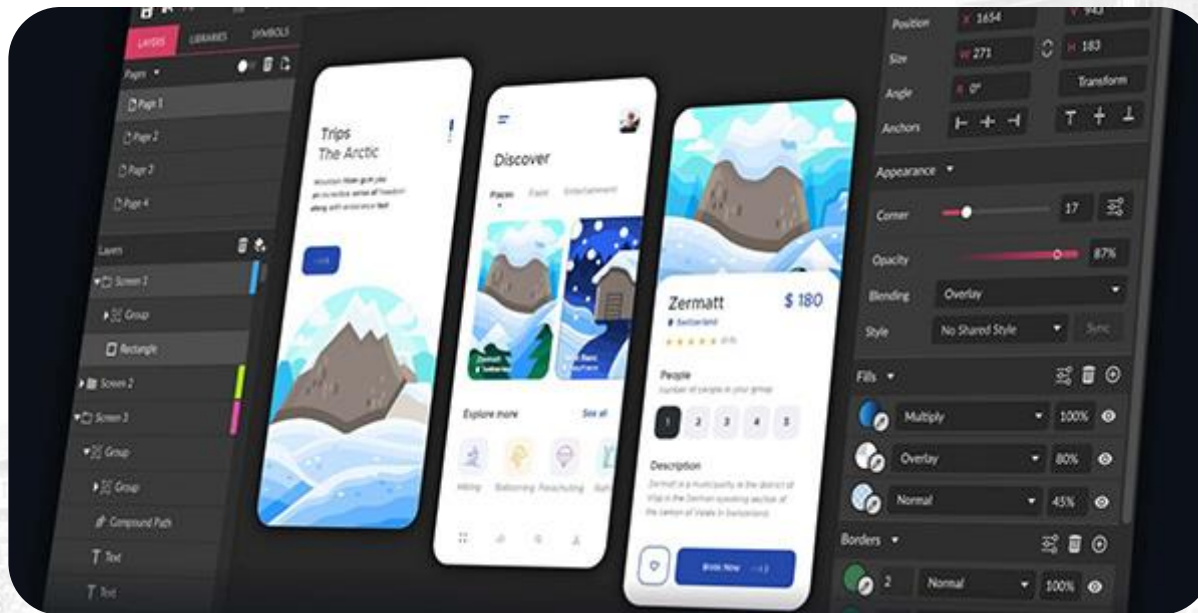 LAYERS LIBRARIES SYMBOLS
Pages
Page 1
Page 2
Page 3
Page 4
Layers
Screen 1
Group
Rectangle
Screen 2
Screen 3
Group
Group
Compound Path
Text
Text
Trips
The Arctic
along with endurance test
Discover
Places Food Entertainment
Zermatt
Explore more See all
Hiking Ballooning Parachuting
Zermatt $ 180
Switzerland
People
number of people in your group
1 2 3 4 5
Description
Zermatt is a municipality in the district of
Visp in the German-speaking section of
the canton of Valais in Switzerland.
Book Now
Position X 1654 Y 943
Size W 271 H 183
Angle R 0° Transform
Anchors
Appearance
Corner 17
Opacity 87%
Blending Overlay
Style No Shared Style Sync
Fills
Multiply 100%
Overlay 80%
Normal 45%
Borders
2 Normal 100%